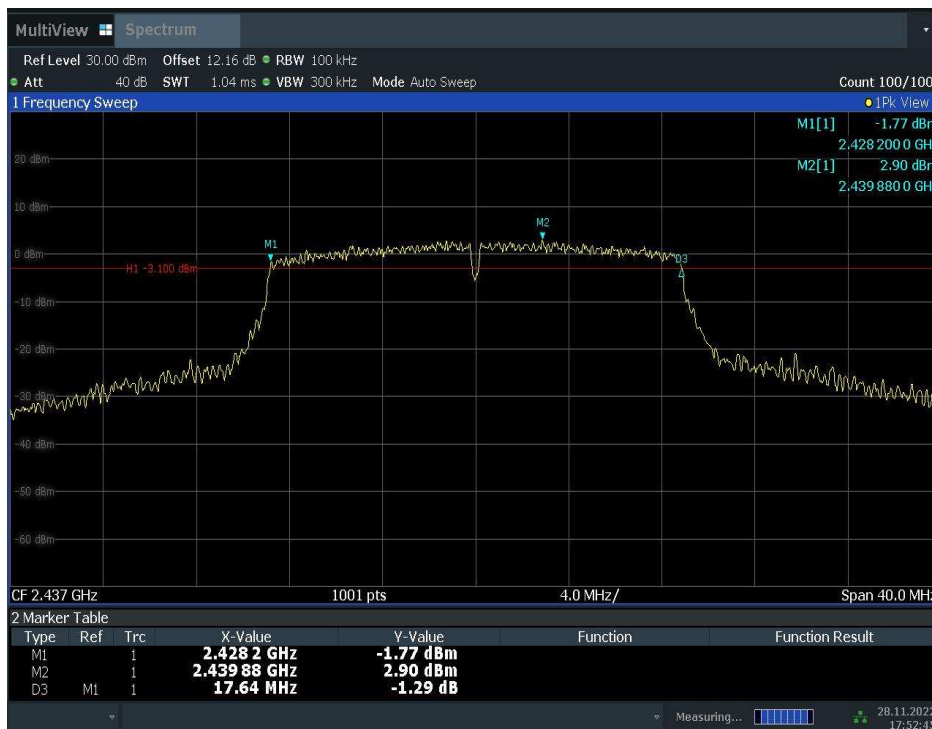 MultiView Spectrum
Ref Level 30.00 dBm Offset 12.16 dB RBW 100 kHz
Att 40 dB SWT 1.04 ms VBW 300 kHz Mode Auto Sweep Count 100/100
1 Frequency Sweep 1Pk View
M1[1] -1.77 dBm
2.428 200 0 GH
M2[1] 2.90 dBm
2.439 880 0 GH
20 dBm
10 dBm
M2
M1
0 dBm
D3
H1 -3.100 dBm
-10 dBm
-20 dBm
-30 dBm
-40 dBm
-50 dBm
-60 dBm
CF 2.437 GHz 1001 pts 4.0 MHz/ Span 40.0 MHz
2 Marker Table
Type Ref Trc X-Value Y-Value Function Function Result
M1 1 2.428 2 GHz -1.77 dBm
M2 1 2.439 88 GHz 2.90 dBm
D3 M1 1 17.64 MHz -1.29 dB
Measuring... 28.11.2022
17:52:45